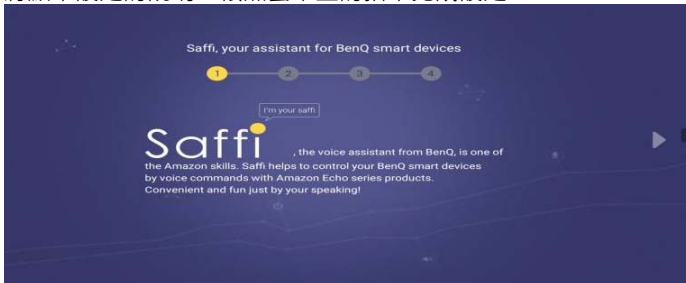 Saffi, your assistant for BenQ smart devices
1 2 3 4
I'm your saffi
Saffi, the voice assistant from BenQ, is one of
the Amazon skills. Saffi helps to control your BenQ smart devices
by voice commands with Amazon Echo series products.
Convenient and fun just by your speaking!